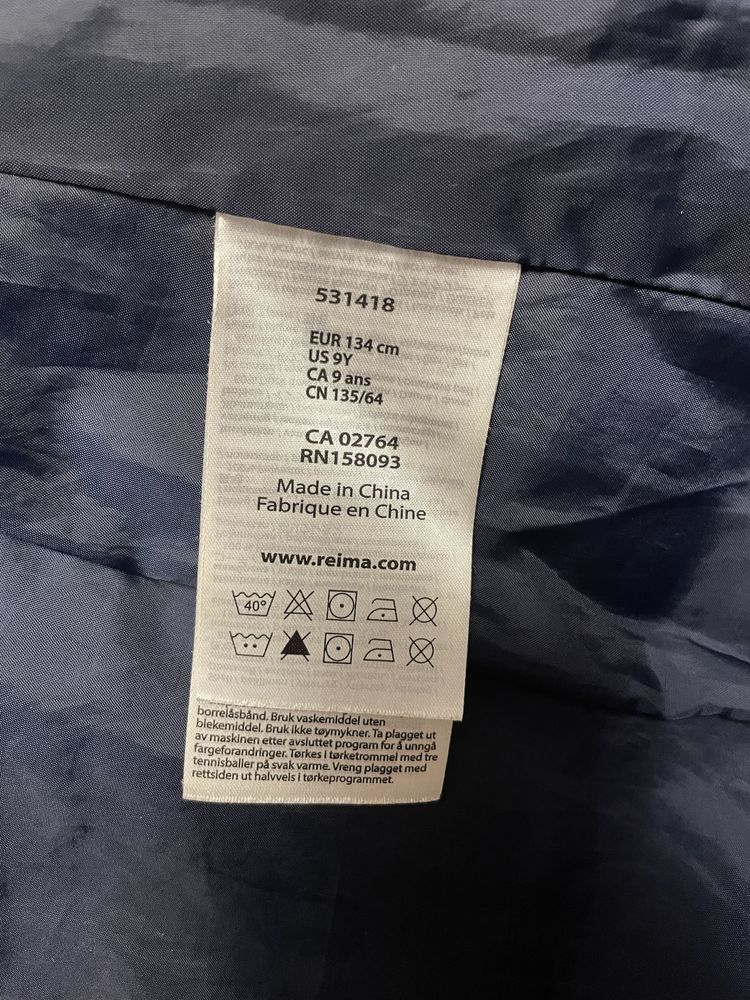 531418
EUR 134 cm
US 9Y
CA 9 ans
CN 135/64
CA 02764
RN158093
Made in China
Fabrique en Chine
www.reima.com
40°
borrelåsbånd. Bruk vaskemiddel uten
blekemiddel. Bruk ikke tøymykner. Ta plagget ut
av maskinen etter avsluttet program for å unngå
fargeforandringer. Tørkes i tørketrommel med tre
tennisballer på svak varme. Vreng plagget med
rettsiden ut halvvels i tørkeprogrammet.